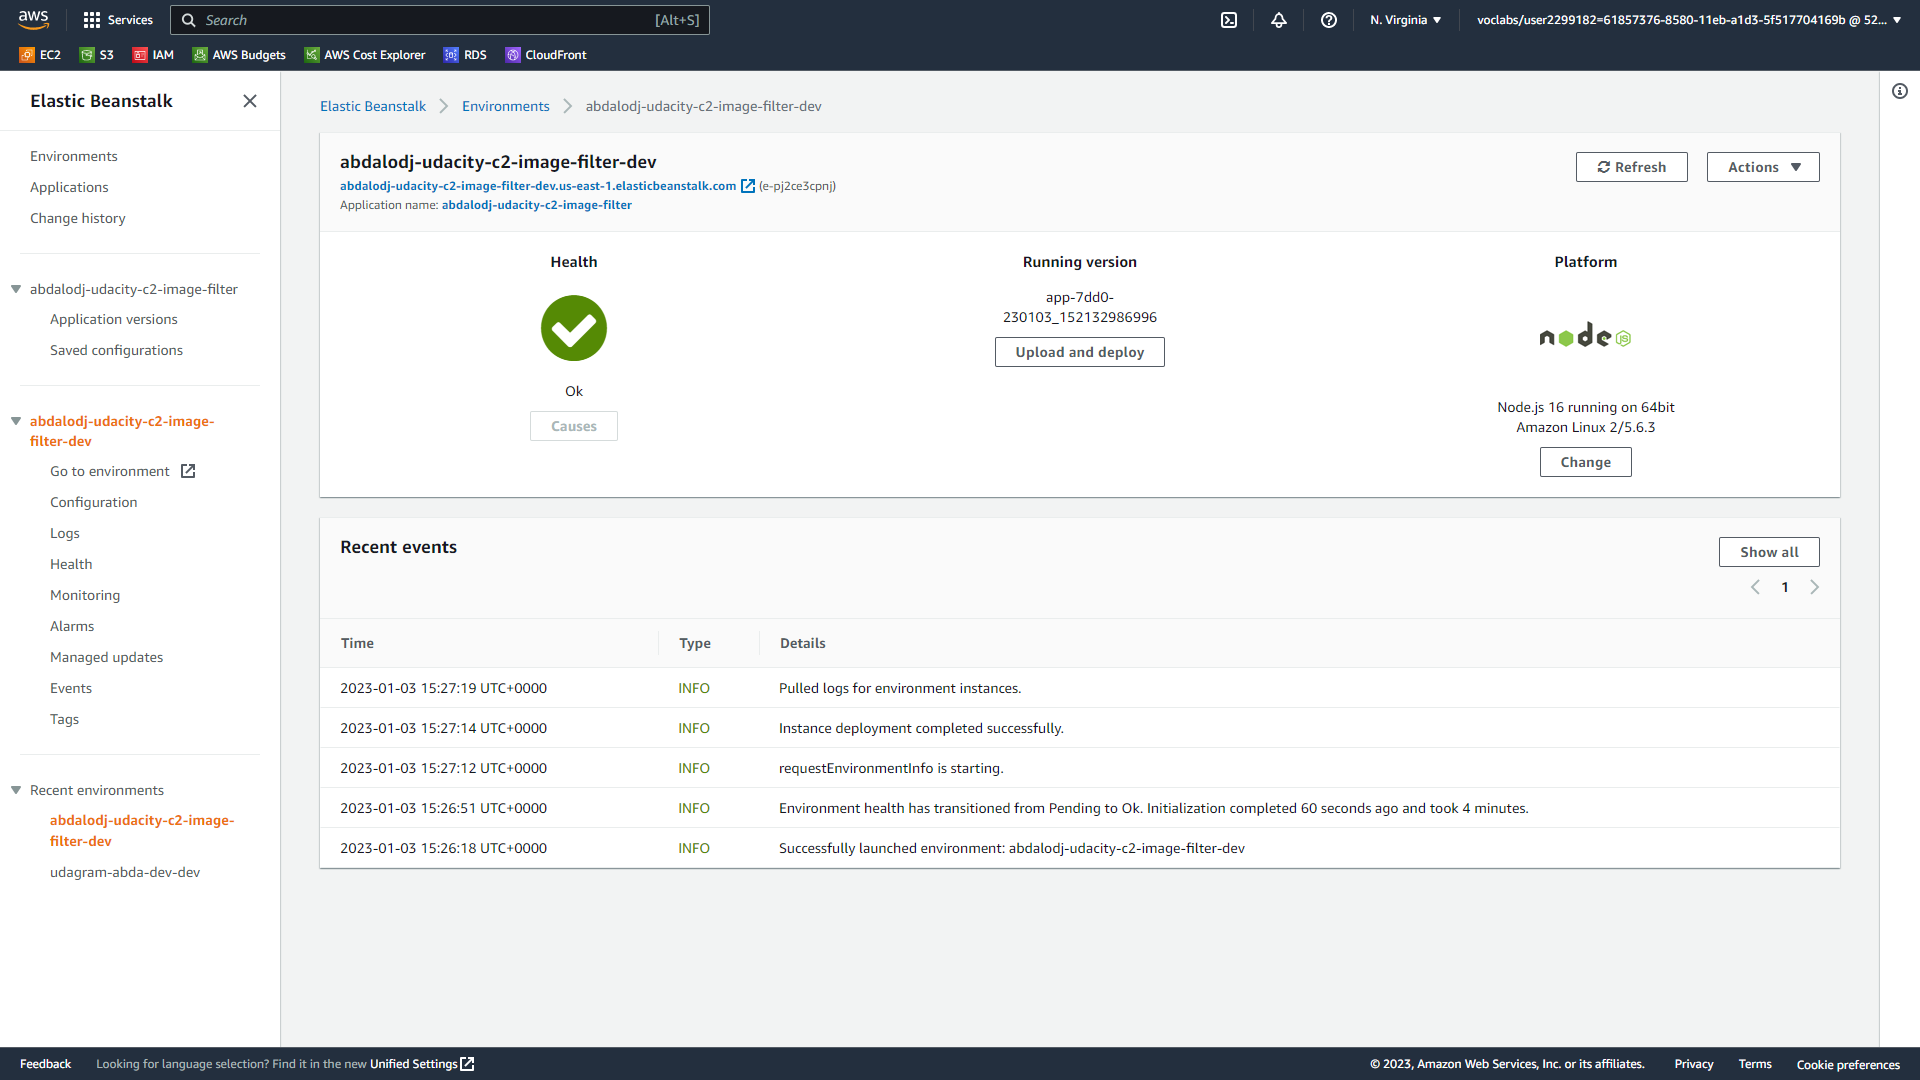 aws
Services
Search
[Alt+S]
N. Virginia
voclabs/user2299182=61857376-8580-11eb-a1d3-5f517704169b @ 52...
EC2
S3
IAM
AWS Budgets
AWS Cost Explorer
RDS
CloudFront
Elastic Beanstalk
Environments
Applications
Change history
abdalodj-udacity-c2-image-filter
Application versions
Saved configurations
abdalodj-udacity-c2-image-
filter-dev
Go to environment
Configuration
Logs
Health
Monitoring
Alarms
Managed updates
Events
Tags
Recent environments
abdalodj-udacity-c2-image-
filter-dev
udagram-abda-dev-dev
Elastic Beanstalk
Environments
abdalodj-udacity-c2-image-filter-dev
abdalodj-udacity-c2-image-filter-dev
abdalodj-udacity-c2-image-filter-dev.us-east-1.elasticbeanstalk.com (e-pj2ce3cpnj)
Application name: abdalodj-udacity-c2-image-filter
Refresh
Actions
Health
Ok
Causes
Running version
app-7dd0-
230103_152132986996
Upload and deploy
Platform
node JS
Node.js 16 running on 64bit
Amazon Linux 2/5.6.3
Change
Recent events
Show all
1
Time Type Details
2023-01-03 15:27:19 UTC+0000 INFO Pulled logs for environment instances.
2023-01-03 15:27:14 UTC+0000 INFO Instance deployment completed successfully.
2023-01-03 15:27:12 UTC+0000 INFO requestEnvironmentInfo is starting.
2023-01-03 15:26:51 UTC+0000 INFO Environment health has transitioned from Pending to Ok. Initialization completed 60 seconds ago and took 4 minutes.
2023-01-03 15:26:18 UTC+0000 INFO Successfully launched environment: abdalodj-udacity-c2-image-filter-dev
Feedback
Looking for language selection? Find it in the new Unified Settings
© 2023, Amazon Web Services, Inc. or its affiliates.
Privacy
Terms
Cookie preferences